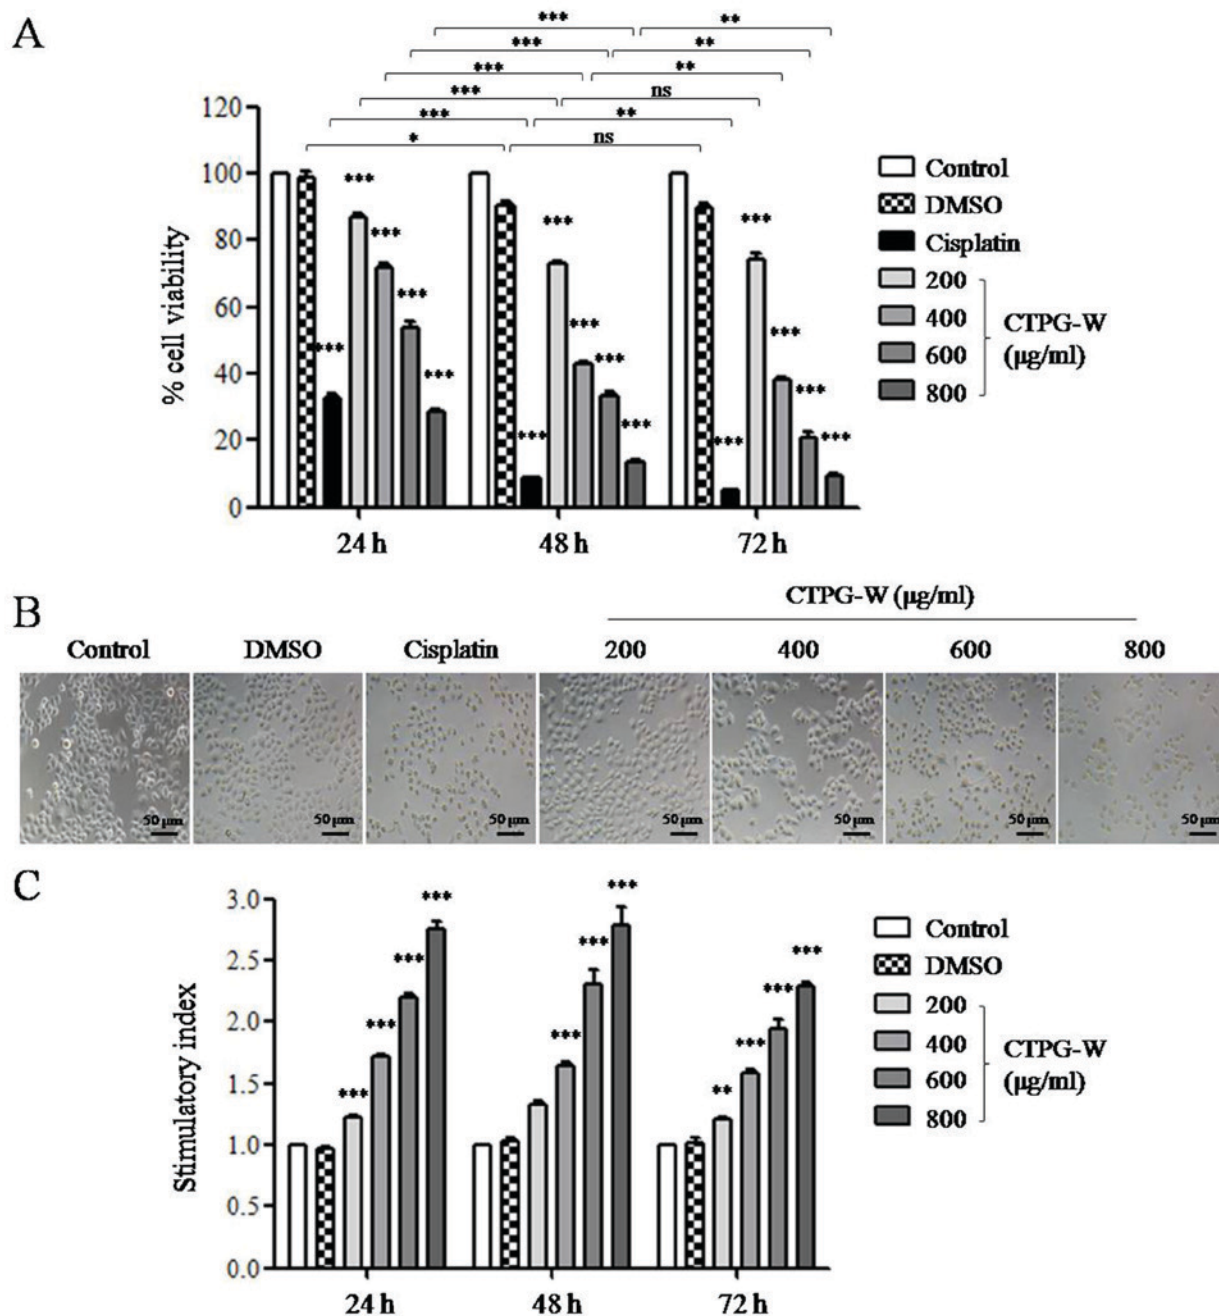 A
*** **
*** **
*** **
*** ns
*** **
* ns
120
100
80
60
40
20
0
% cell viability
*** *** *** *** ***
*** *** *** *** ***
*** *** *** *** ***
24 h 48 h 72 h
Control
DMSO
Cisplatin
200
400
600
800
CTPG-W
(μg/ml)
B
CTPG-W (μg/ml)
Control DMSO Cisplatin 200 400 600 800
50 μm 50 μm 50 μm 50 μm 50 μm 50 μm 50 μm
C
3.0
2.5
2.0
1.5
1.0
0.5
0.0
Stimulatory index
*** *** *** ***
*** *** ***
** *** *** ***
24 h 48 h 72 h
Control
DMSO
200
400
600
800
CTPG-W
(μg/ml)